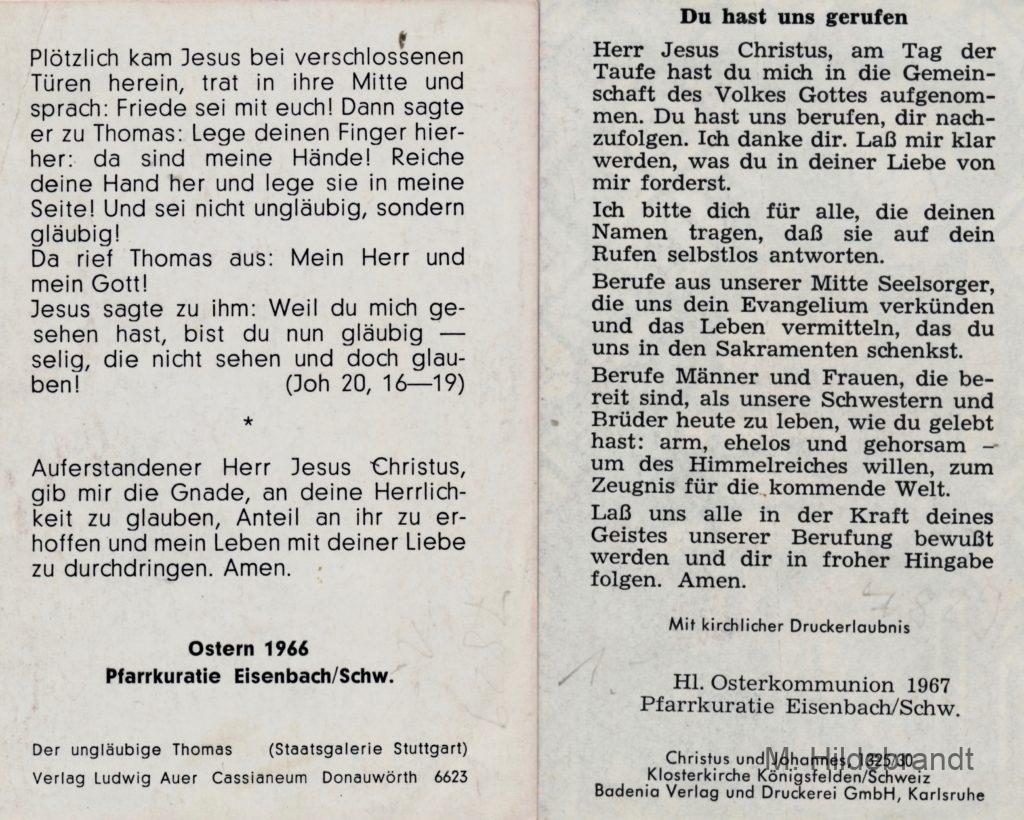 Plötzlich kam Jesus bei verschlossenen
Türen herein, trat in ihre Mitte und
sprach: Friede sei mit euch! Dann sagte
er zu Thomas: Lege deinen Finger hier-
her: da sind meine Hände! Reiche
deine Hand her und lege sie in meine
Seite! Und sei nicht ungläubig, sondern
gläubig!
Da rief Thomas aus: Mein Herr und
mein Gott!
Jesus sagte zu ihm: Weil du mich ge-
sehen hast, bist du nun gläubig —
selig, die nicht sehen und doch glau-
ben! (Joh 20, 16—19)
*
Auferstandener Herr Jesus Christus,
gib mir die Gnade, an deine Herrlich-
keit zu glauben, Anteil an ihr zu er-
hoffen und mein Leben mit deiner Liebe
zu durchdringen. Amen.
Ostern 1966
Pfarrkuratie Eisenbach/Schw.
Der ungläubige Thomas (Staatsgalerie Stuttgart)
Verlag Ludwig Auer Cassianeum Donauwörth 6623
Du hast uns gerufen
Herr Jesus Christus, am Tag der
Taufe hast du mich in die Gemein-
schaft des Volkes Gottes aufgenom-
men. Du hast uns berufen, dir nach-
zufolgen. Ich danke dir. Laß mir klar
werden, was du in deiner Liebe von
mir forderst.
Ich bitte dich für alle, die deinen
Namen tragen, daß sie auf dein
Rufen selbstlos antworten.
Berufe aus unserer Mitte Seelsorger,
die uns dein Evangelium verkünden
und das Leben vermitteln, das du
uns in den Sakramenten schenkst.
Berufe Männer und Frauen, die be-
reit sind, als unsere Schwestern und
Brüder heute zu leben, wie du gelebt
hast: arm, ehelos und gehorsam –
um des Himmelreiches willen, zum
Zeugnis für die kommende Welt.
Laß uns alle in der Kraft deines
Geistes unserer Berufung bewußt
werden und dir in froher Hingabe
folgen. Amen.
Mit kirchlicher Druckerlaubnis
Hl. Osterkommunion 1967
Pfarrkuratie Eisenbach/Schw.
Christus und Johannes, 1325/30
M. Hildebrandt
Klosterkirche Königsfelden/Schweiz
Badenia Verlag und Druckerei GmbH, Karlsruhe